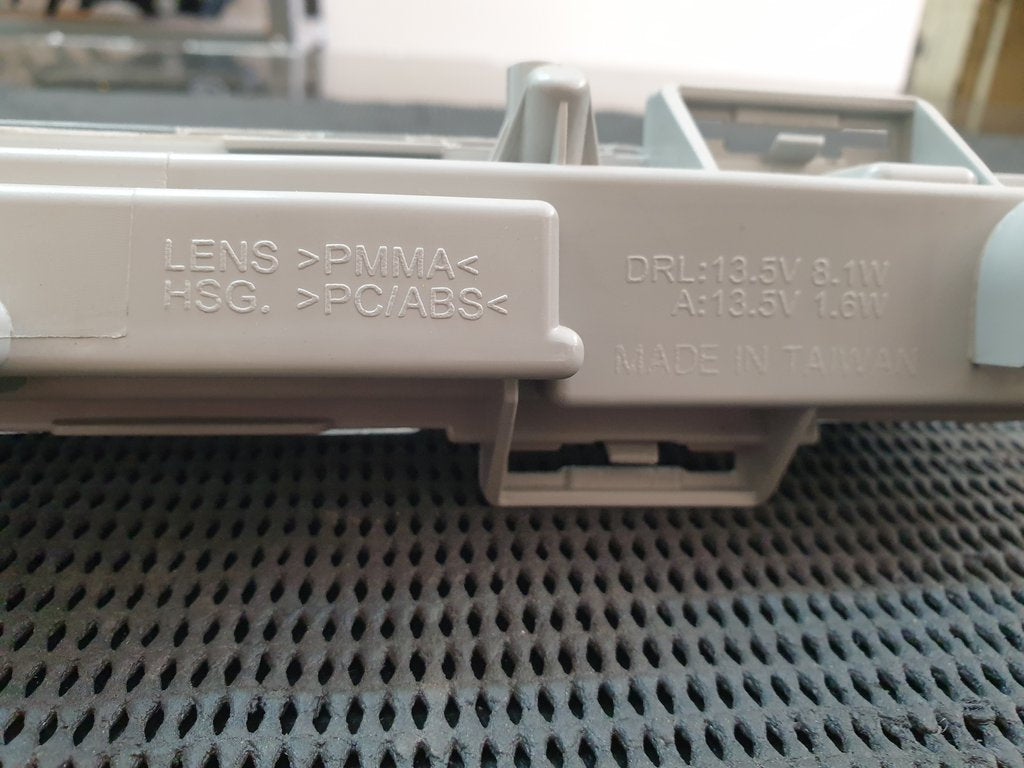 LENS >PMMA<
HSG. >PC/ABS<
DRL:13.5V 8.1W
A:13.5V 1.6W
MADE IN TAIWAN